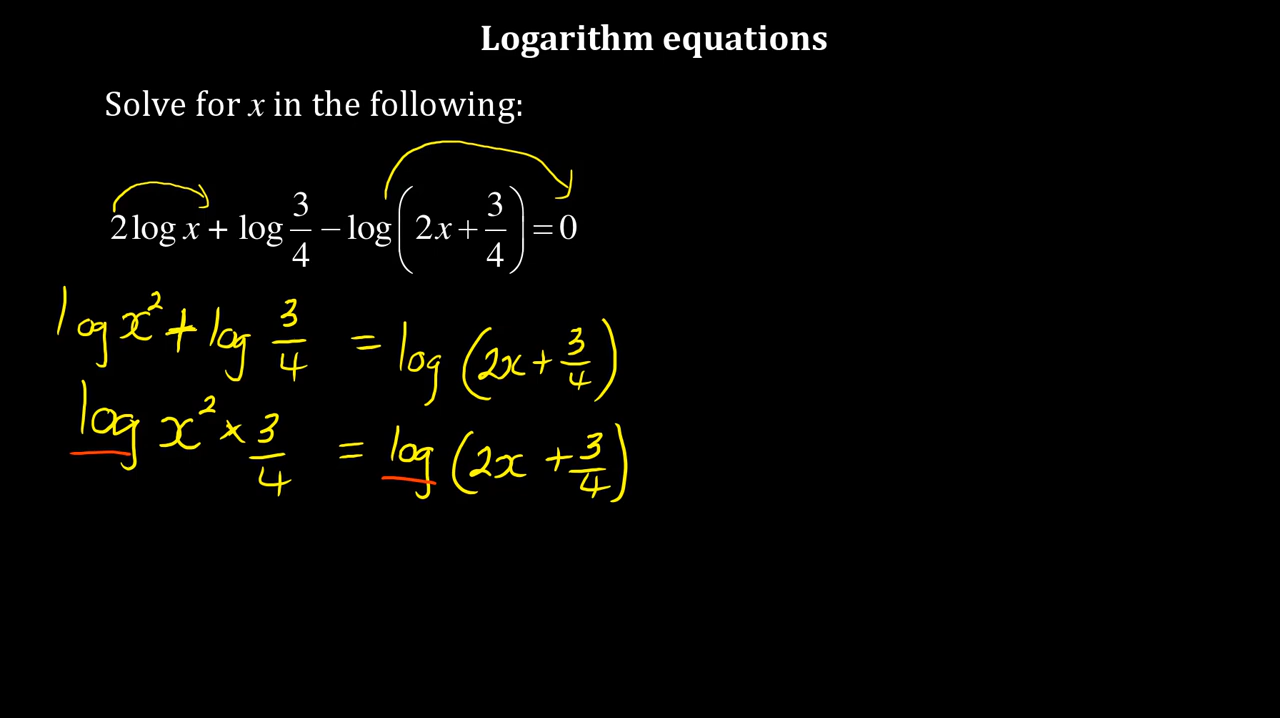 Logarithm equations
Solve for x in the following:
2 log x + log 3/4 − log(2x + 3/4) = 0
log x² + log 3/4 = log (2x + 3/4)
log x² × 3/4 = log (2x + 3/4)